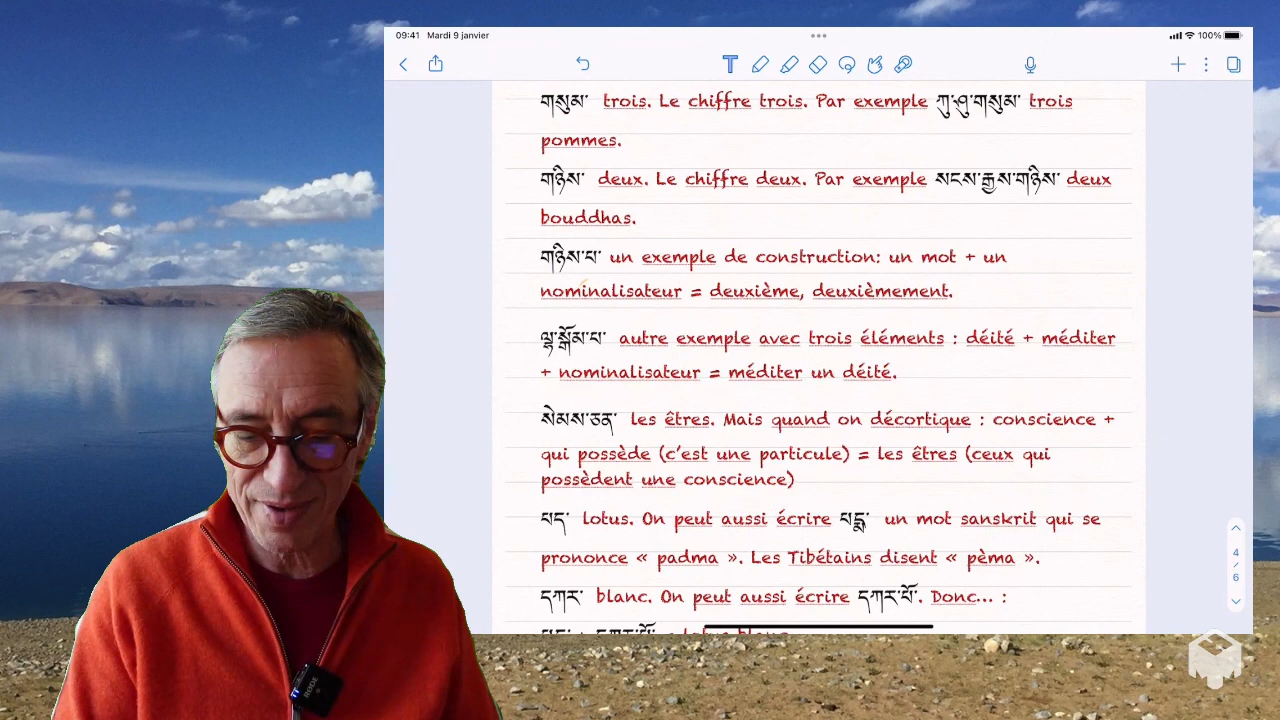 09:41 Mardi 9 janvier
100%
གསུམ་ trois. Le chiffre trois. Par exemple ཀུ་ཤུ་གསུམ་ trois
pommes.
གཉིས་ deux. Le chiffre deux. Par exemple སངས་རྒྱས་གཉིས་ deux
bouddhas.
གཉིས་པ་ un exemple de construction: un mot + un
nominalisateur = deuxième, deuxièmement.
ལྷ་སྒོམ་པ་ autre exemple avec trois éléments : déité + méditer
+ nominalisateur = méditer un déité.
སེམས་ཅན་ les êtres. Mais quand on décortique : conscience +
qui possède (c’est une particule) = les êtres (ceux qui
possèdent une conscience)
པད་ lotus. On peut aussi écrire པདྨ་ un mot sanskrit qui se
prononce « padma ». Les Tibétains disent « pèma ».
དཀར་ blanc. On peut aussi écrire དཀར་པོ་. Donc... :
4
6
RODE